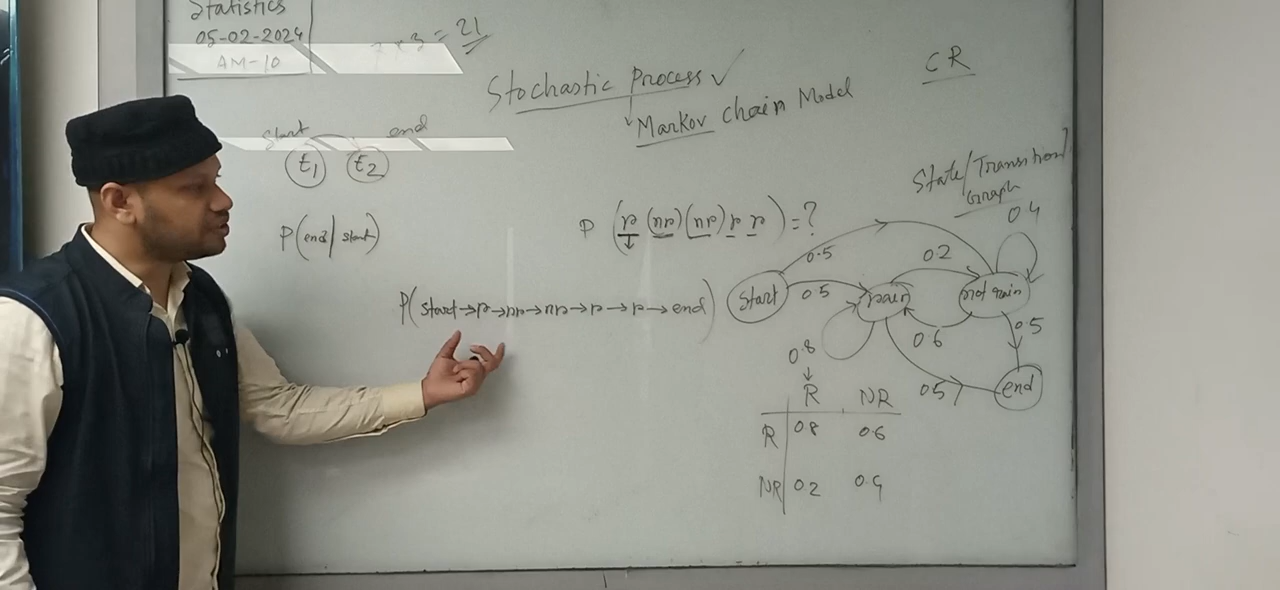 Statistics
05-02-2024
AM-10
7 × 3 = 21
Stochastic Process ✓
↓
Markov Chain Model
CR
Start end
t1 t2
P(end/start)
P(r (nr) (nr) r r) = ?
P(start→r→nr→nr→r→r→end)
State/Transition
Graph
0.4
0.5
0.2
Start
0.5
rain
not rain
0.6
0.5
0.8
0.5
end
R NR
R 0.8 0.6
NR 0.2 0.4